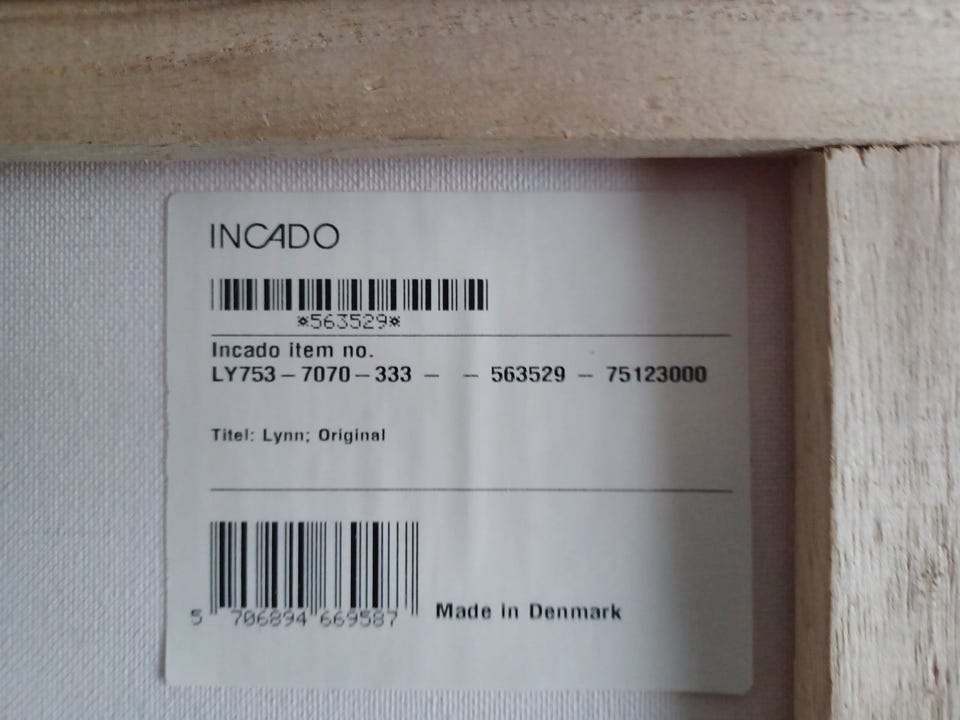 INCADO
*563529*
Incado item no.
LY753-7070-333 - - 563529 - 75123000
Titel: Lynn; Original
5 706894 669587
Made in Denmark